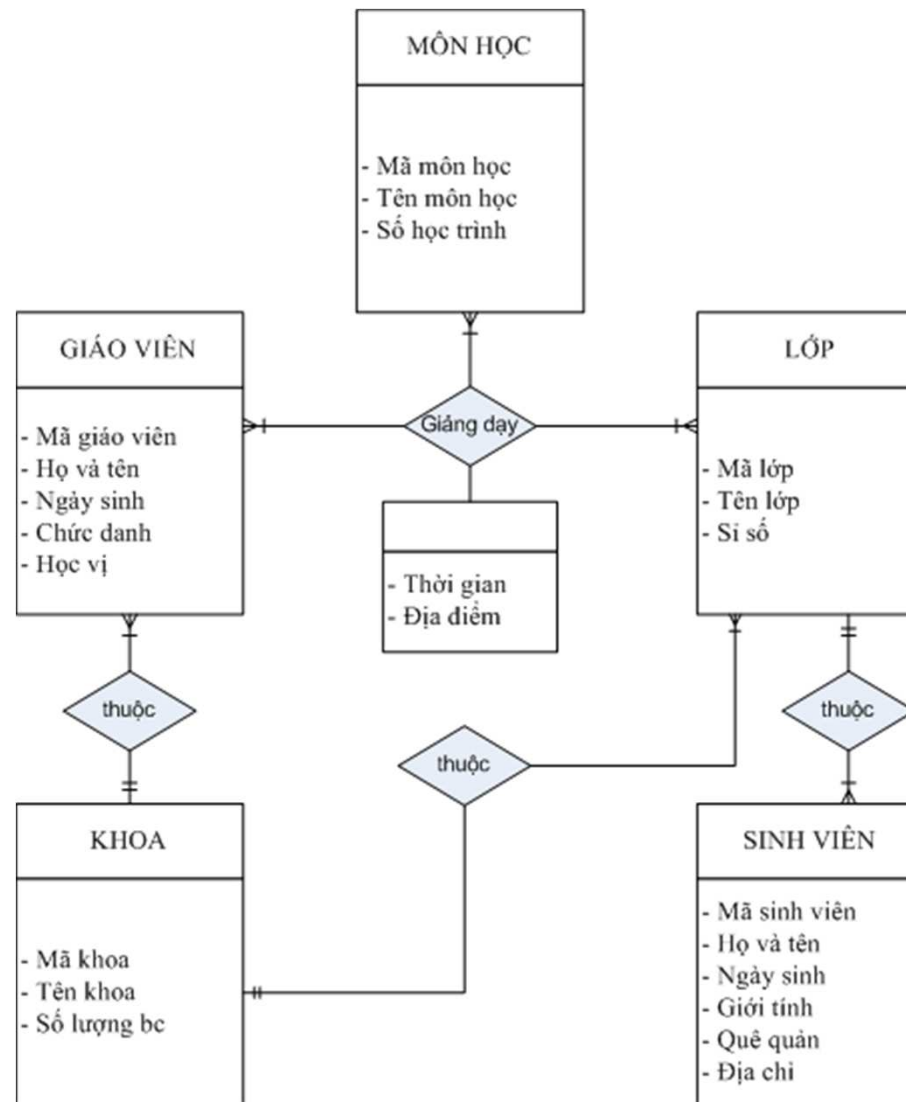 MÔN HỌC
- Mã môn học
- Tên môn học
- Số học trình
GIÁO VIÊN
- Mã giáo viên
- Họ và tên
- Ngày sinh
- Chức danh
- Học vị
Giảng dạy
- Thời gian
- Địa điểm
LỚP
- Mã lớp
- Tên lớp
- Sĩ số
thuộc
thuộc
thuộc
KHOA
- Mã khoa
- Tên khoa
- Số lượng bc
SINH VIÊN
- Mã sinh viên
- Họ và tên
- Ngày sinh
- Giới tính
- Quê quán
- Địa chỉ